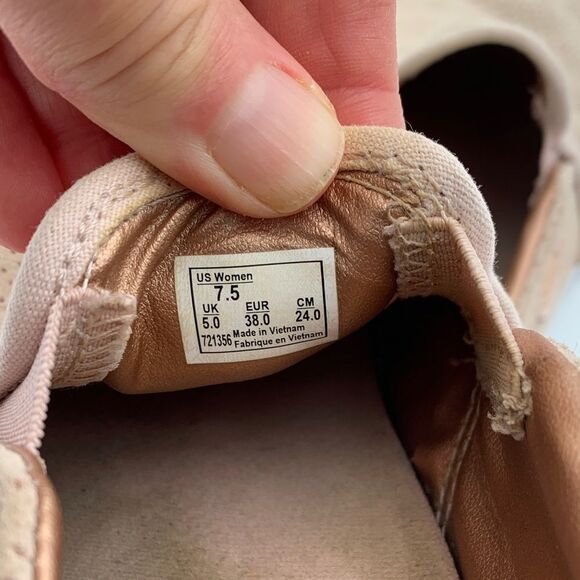 US Women
7.5
UK EUR CM
5.0 38.0 24.0
721356 Made in Vietnam
Fabrique en Vietnam